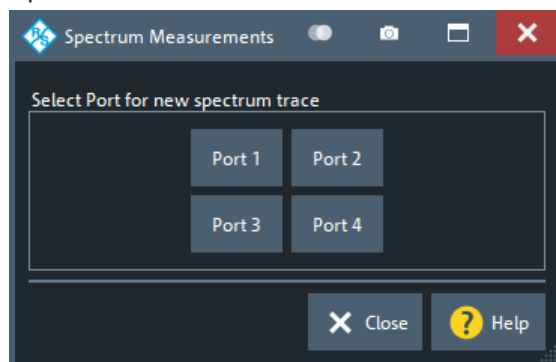 Spectrum Measurements
Select Port for new spectrum trace
Port 1 Port 2
Port 3 Port 4
Close ? Help